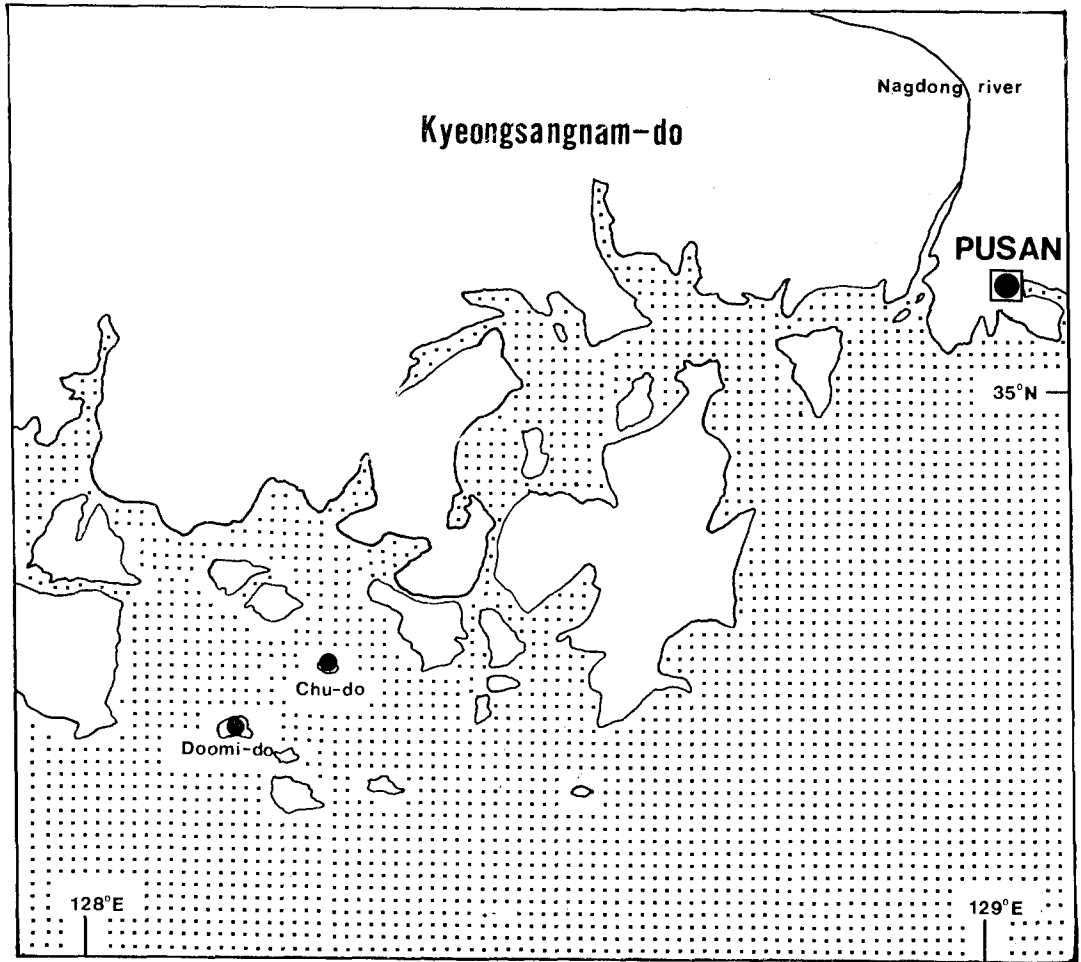 Nagdong river
Kyeongsangnam-do
PUSAN
35°N
Chu-do
Doomi-do
128°E
129°E